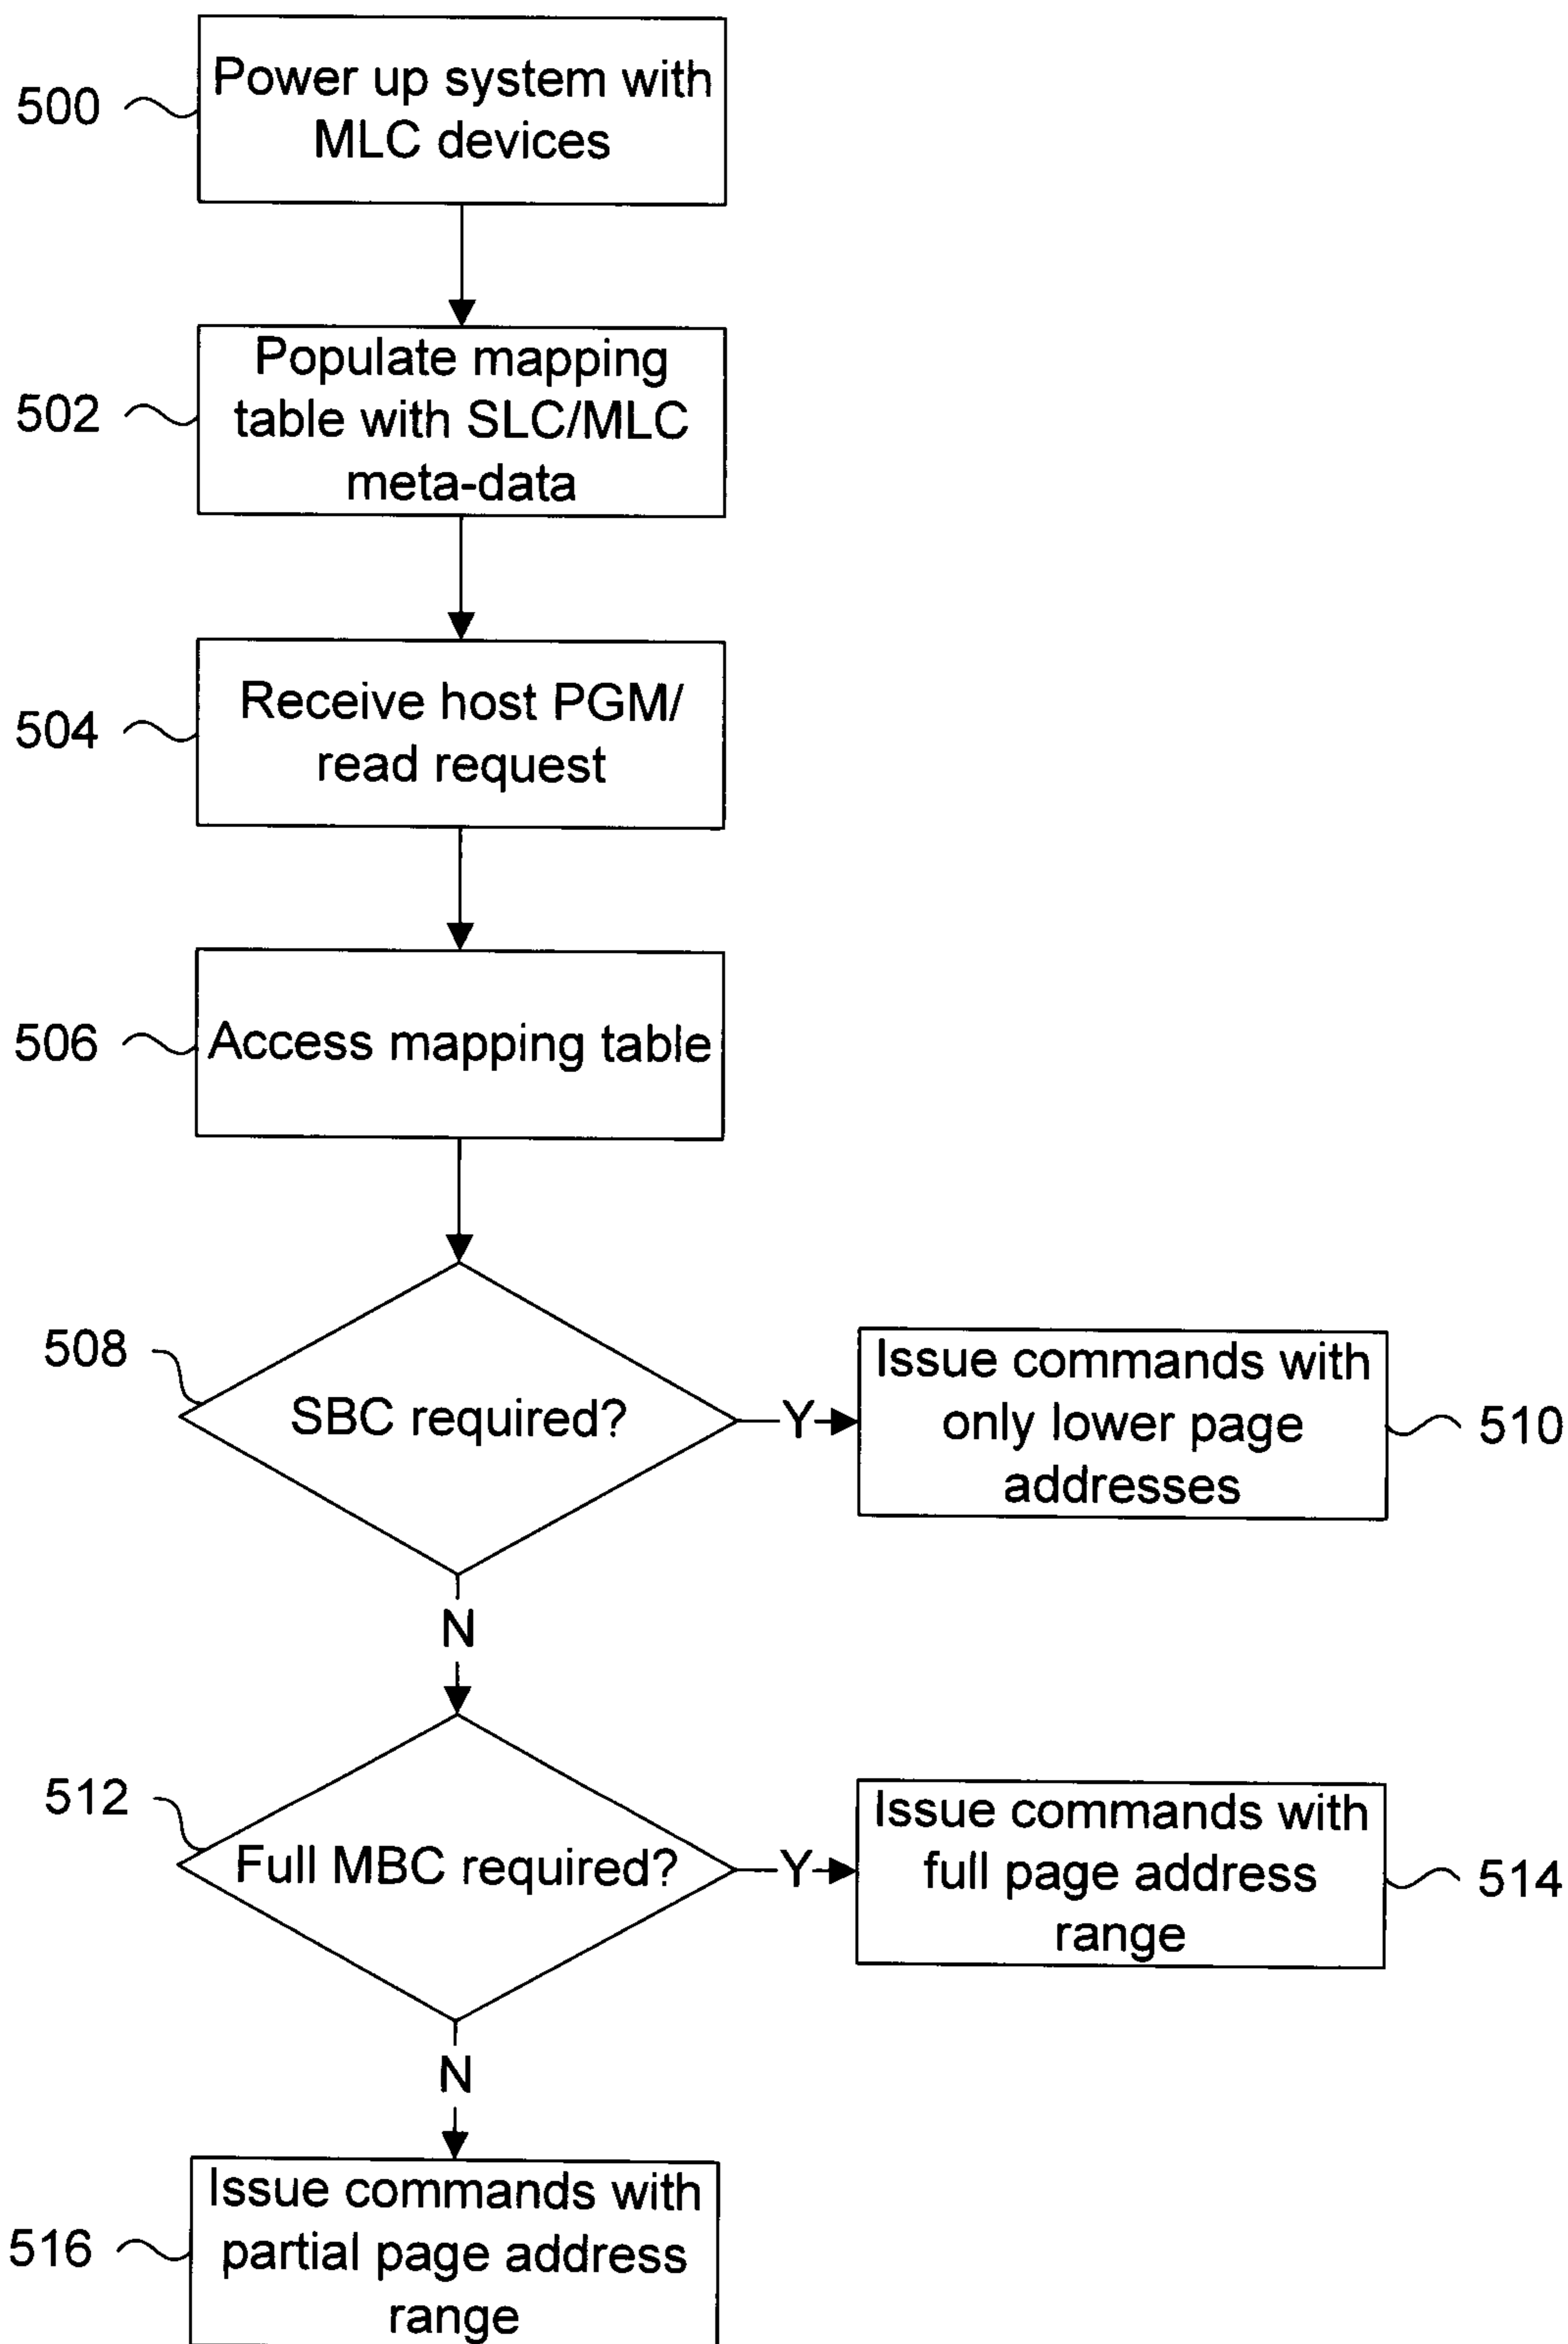 500
Power up system with
MLC devices
502
Populate mapping
table with SLC/MLC
meta-data
504
Receive host PGM/
read request
506
Access mapping table
508
SBC required?
Y
Issue commands with
only lower page
addresses
510
N
512
Full MBC required?
Y
Issue commands with
full page address
range
514
N
516
Issue commands with
partial page address
range